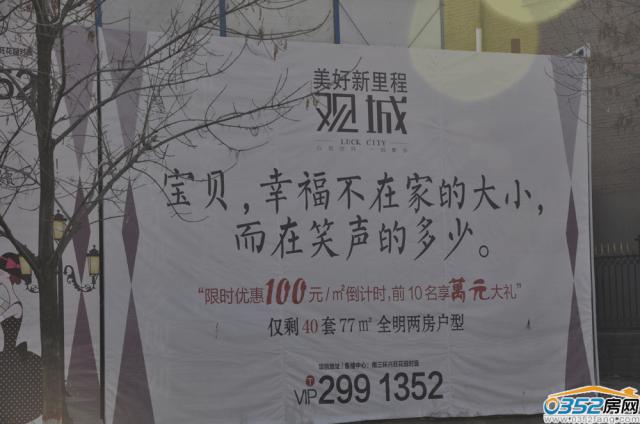 美好新里程
观城
LUCK CITY
宝贝，幸福不在家的大小，
而在笑声的多少。
“限时优惠100元/㎡倒计时，前10名享萬元大礼”
仅剩40套77㎡全明两房户型
VIP 299 1352
0352房网
www.0352fang.com